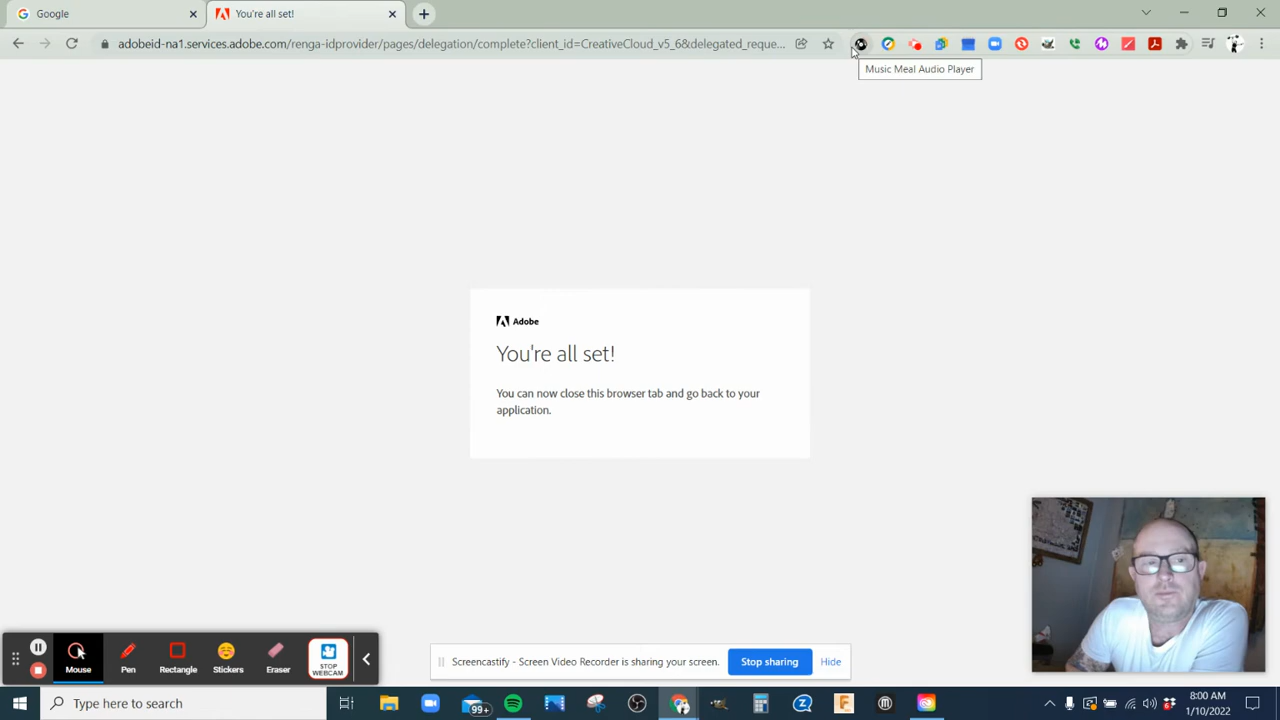 Google
You're all set!
adobeid-na1.services.adobe.com/renga-idprovider/pages/delegation/complete?client_id=CreativeCloud_v5_6&delegated_reque...
Music Meal Audio Player
Adobe
You're all set!
You can now close this browser tab and go back to your
application.
Mouse
Pen
Rectangle
Stickers
Eraser
STOP
WEBCAM
Screencastify - Screen Video Recorder is sharing your screen.
Stop sharing
Hide
Type here to search
99+
8:00 AM
1/10/2022